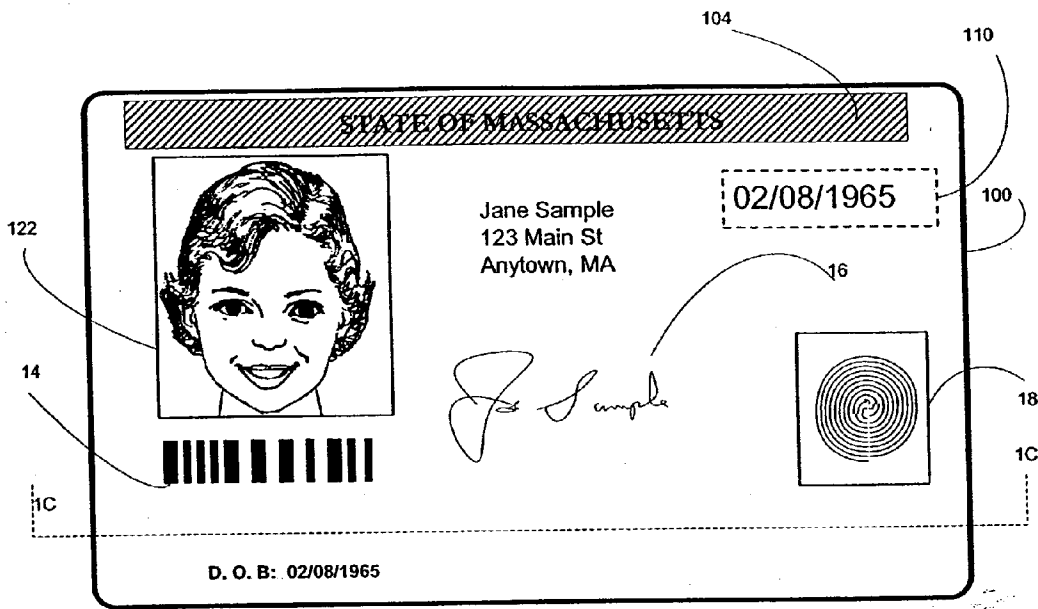 104
110
STATE OF MASSACHUSETTS
02/08/1965
100
Jane Sample
123 Main St
Anytown, MA
122
16
Sample
14
18
1C
1C
D. O. B: 02/08/1965